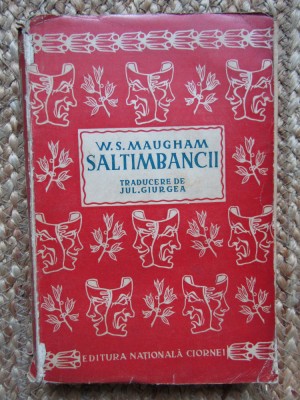 W. S. MAUGHAM
SALTIMBANCII
TRADUCERE DE
JUL. GIURGEA
EDITURA NAȚIONALĂ CIORNEI